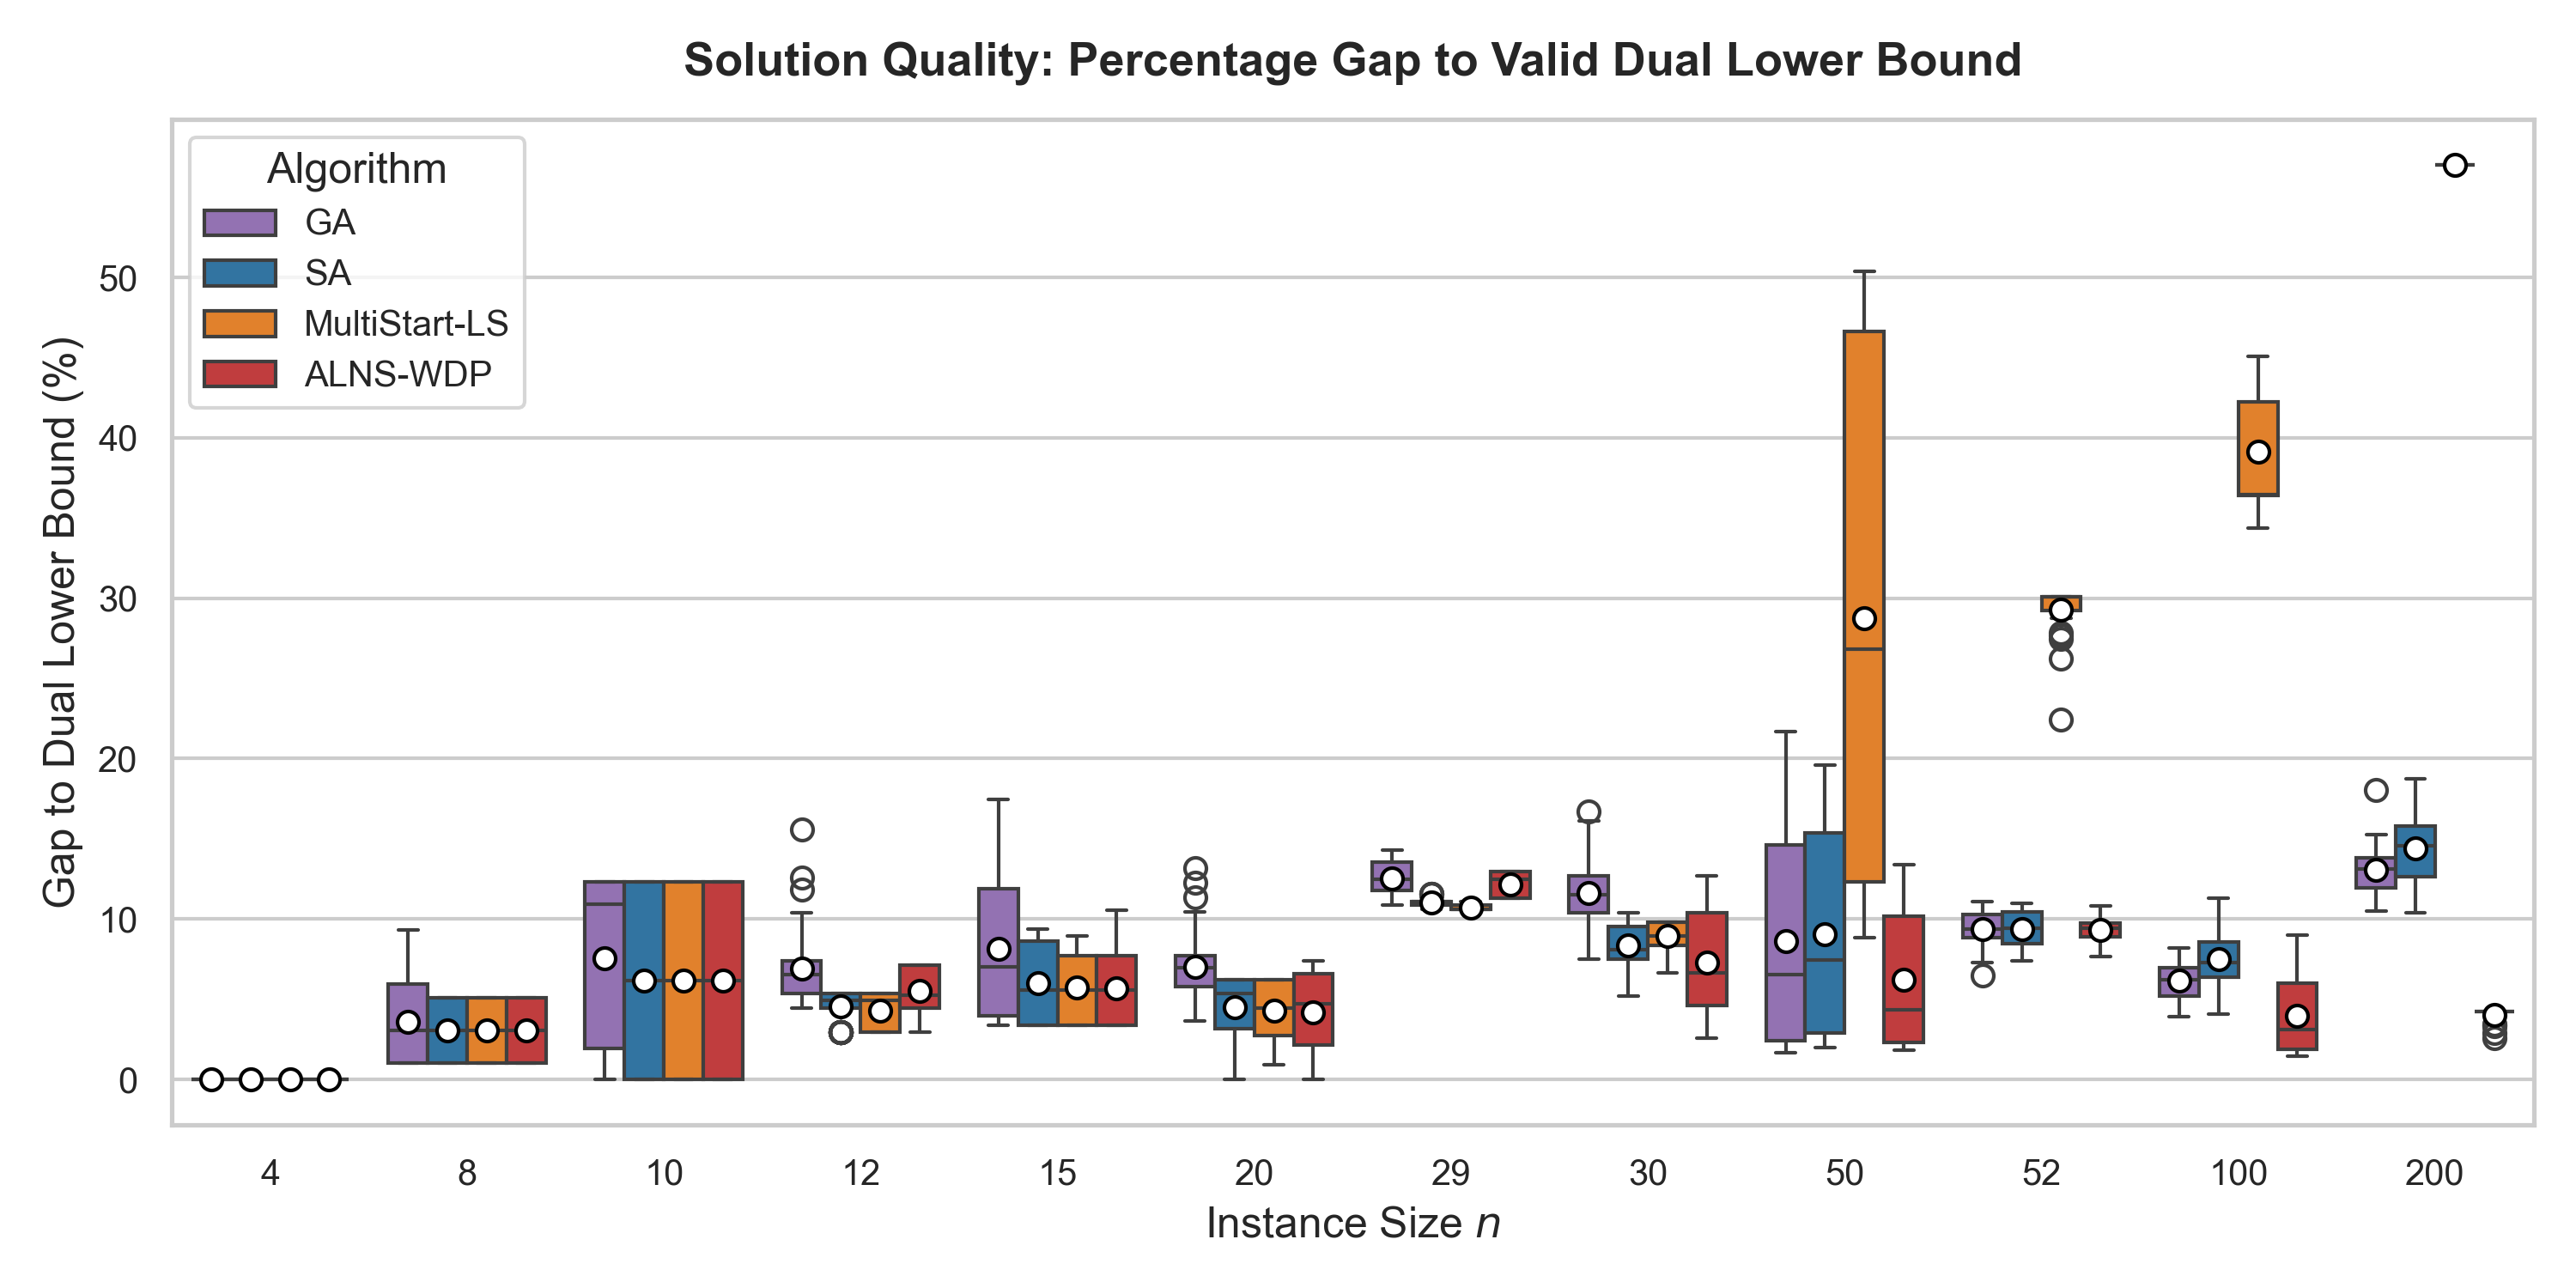 Solution Quality: Percentage Gap to Valid Dual Lower Bound
Algorithm
GA
SA
MultiStart-LS
ALNS-WDP
Gap to Dual Lower Bound (%)
50
40
30
20
10
0
4 8 10 12 15 20 29 30 50 52 100 200
Instance Size n